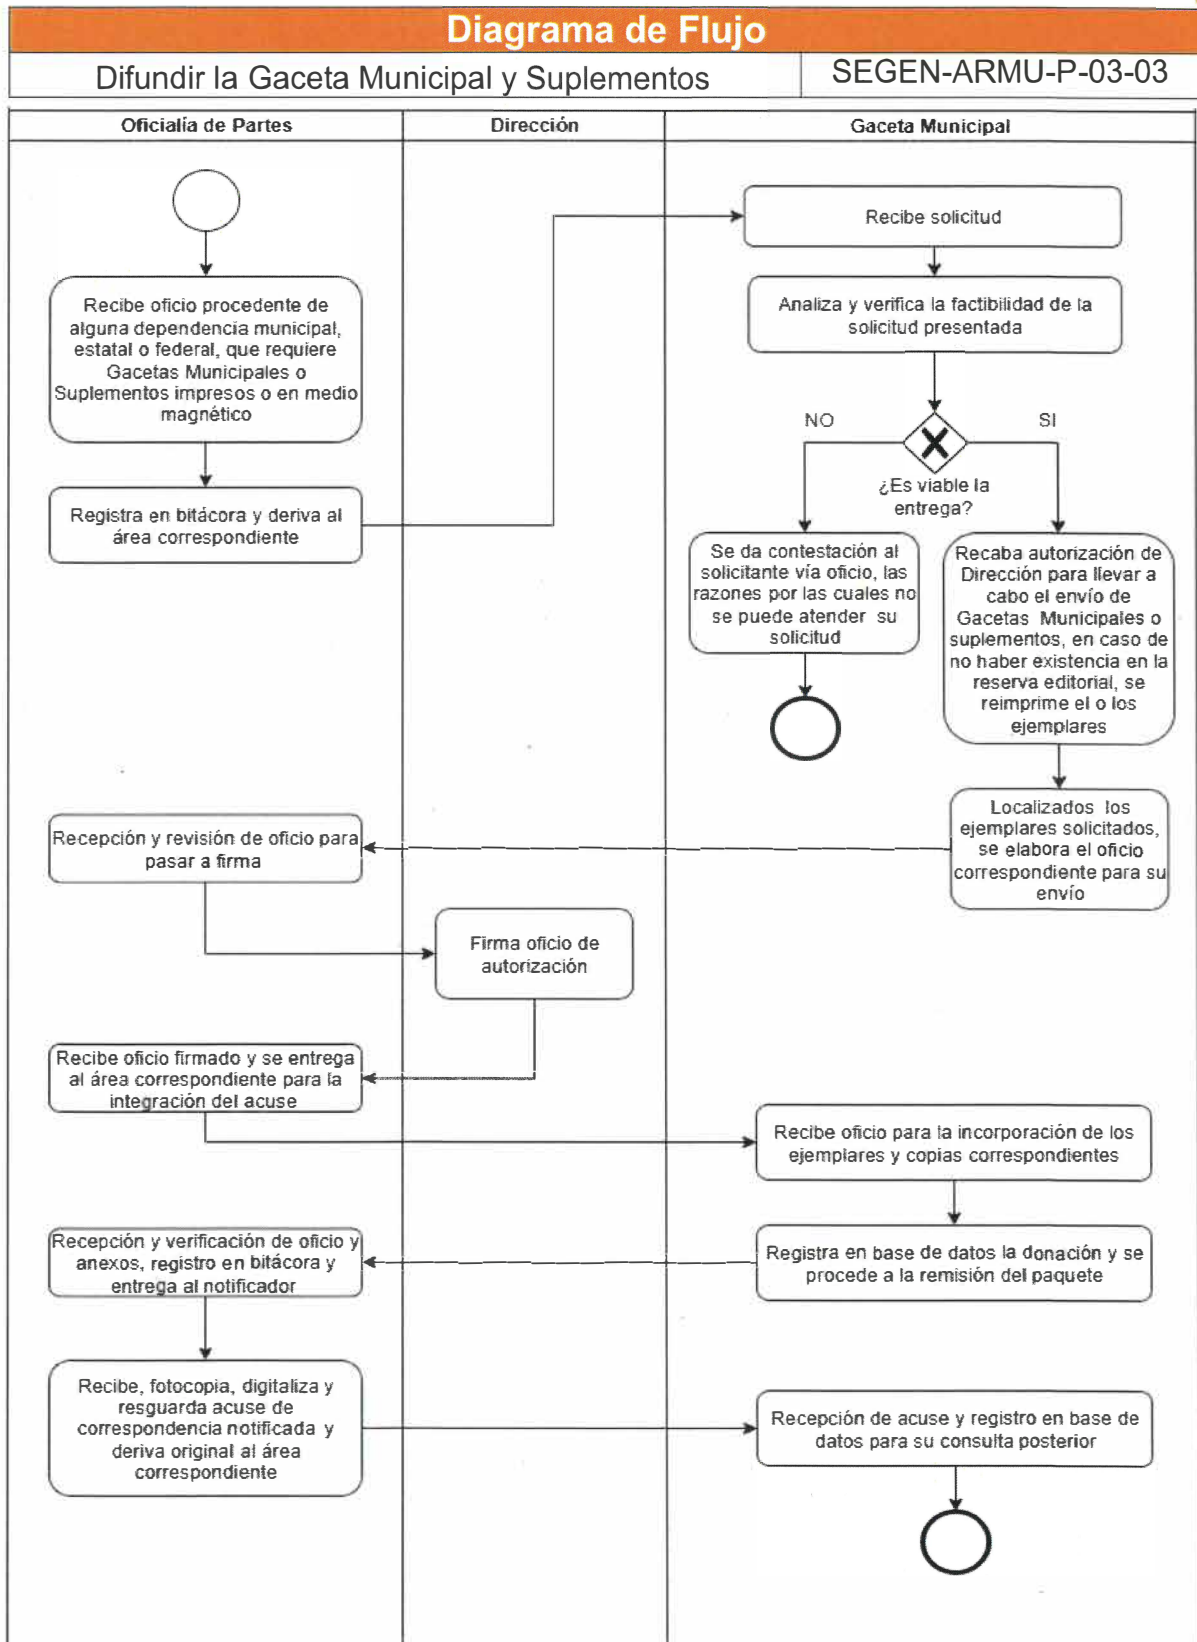 Diagrama de Flujo
Difundir la Gaceta Municipal y Suplementos
SEGEN-ARMU-P-03-03
Oficialía de Partes
Dirección
Gaceta Municipal
Recibe solicitud
Recibe oficio procedente de
alguna dependencia municipal,
estatal o federal, que requiere
Gacetas Municipales o
Suplementos impresos o en medio
magnético
Analiza y verifica la factibilidad de la
solicitud presentada
NO
SI
¿Es viable la
entrega?
Registra en bitácora y deriva al
área correspondiente
Se da contestación al
solicitante vía oficio, las
razones por las cuales no
se puede atender su
solicitud
Recaba autorización de
Dirección para llevar a
cabo el envío de
Gacetas Municipales o
suplementos, en caso de
no haber existencia en la
reserva editorial, se
reimprime el o los
ejemplares
Localizados los
ejemplares solicitados,
se elabora el oficio
correspondiente para su
envío
Recepción y revisión de oficio para
pasar a firma
Firma oficio de
autorización
Recibe oficio firmado y se entrega
al área correspondiente para la
integración del acuse
Recibe oficio para la incorporación de los
ejemplares y copias correspondientes
Registra en base de datos la donación y se
procede a la remisión del paquete
Recepción y verificación de oficio y
anexos, registro en bitácora y
entrega al notificador
Recibe, fotocopia, digitaliza y
resguarda acuse de
correspondencia notificada y
deriva original al área
correspondiente
Recepción de acuse y registro en base de
datos para su consulta posterior